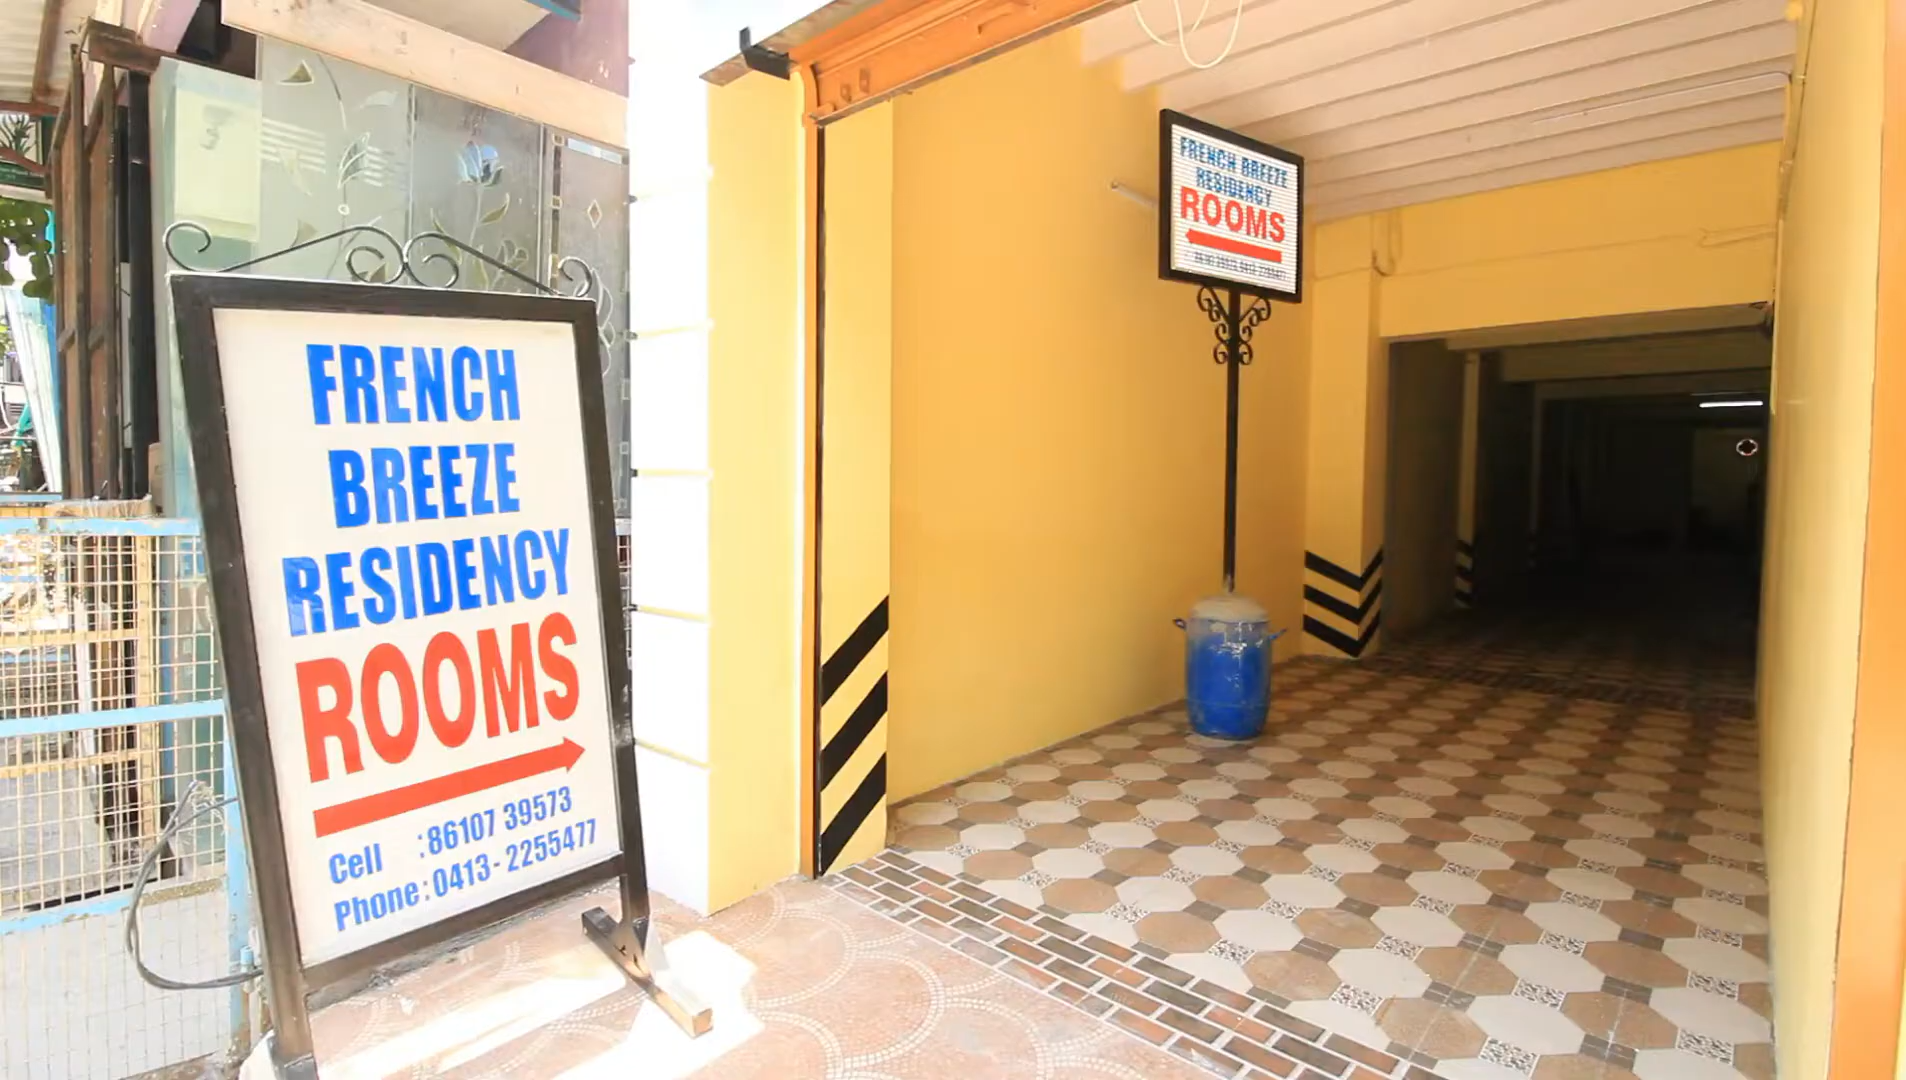 FRENCH
BREEZE
RESIDENCY
ROOMS
Cell :86107 39573
Phone:0413-2255477
FRENCH BREEZE
RESIDENCY
ROOMS